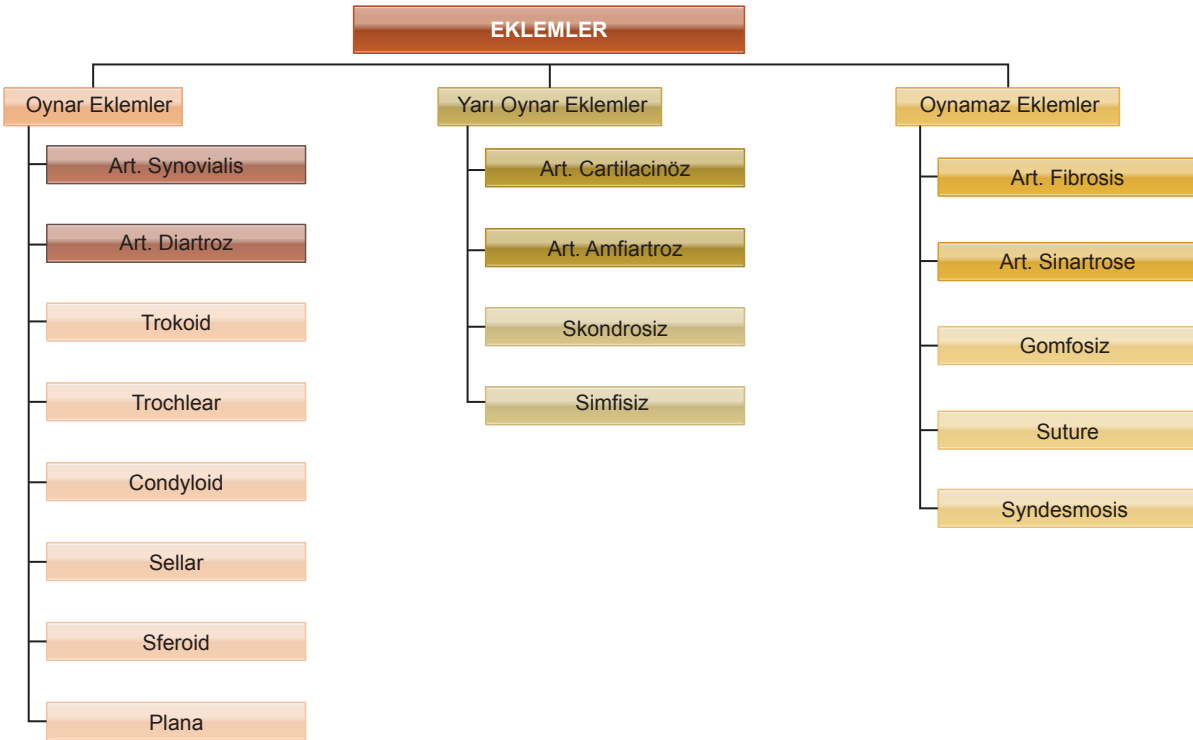 EKLEMLER
Oynar Eklemler
Art. Synovialis
Art. Diartroz
Trokoid
Trochlear
Condyloid
Sellar
Sferoid
Plana
Yarı Oynar Eklemler
Art. Cartilacinöz
Art. Amfiartroz
Skondrosiz
Simfisiz
Oynamaz Eklemler
Art. Fibrosis
Art. Sinartrose
Gomfosiz
Suture
Syndesmosis